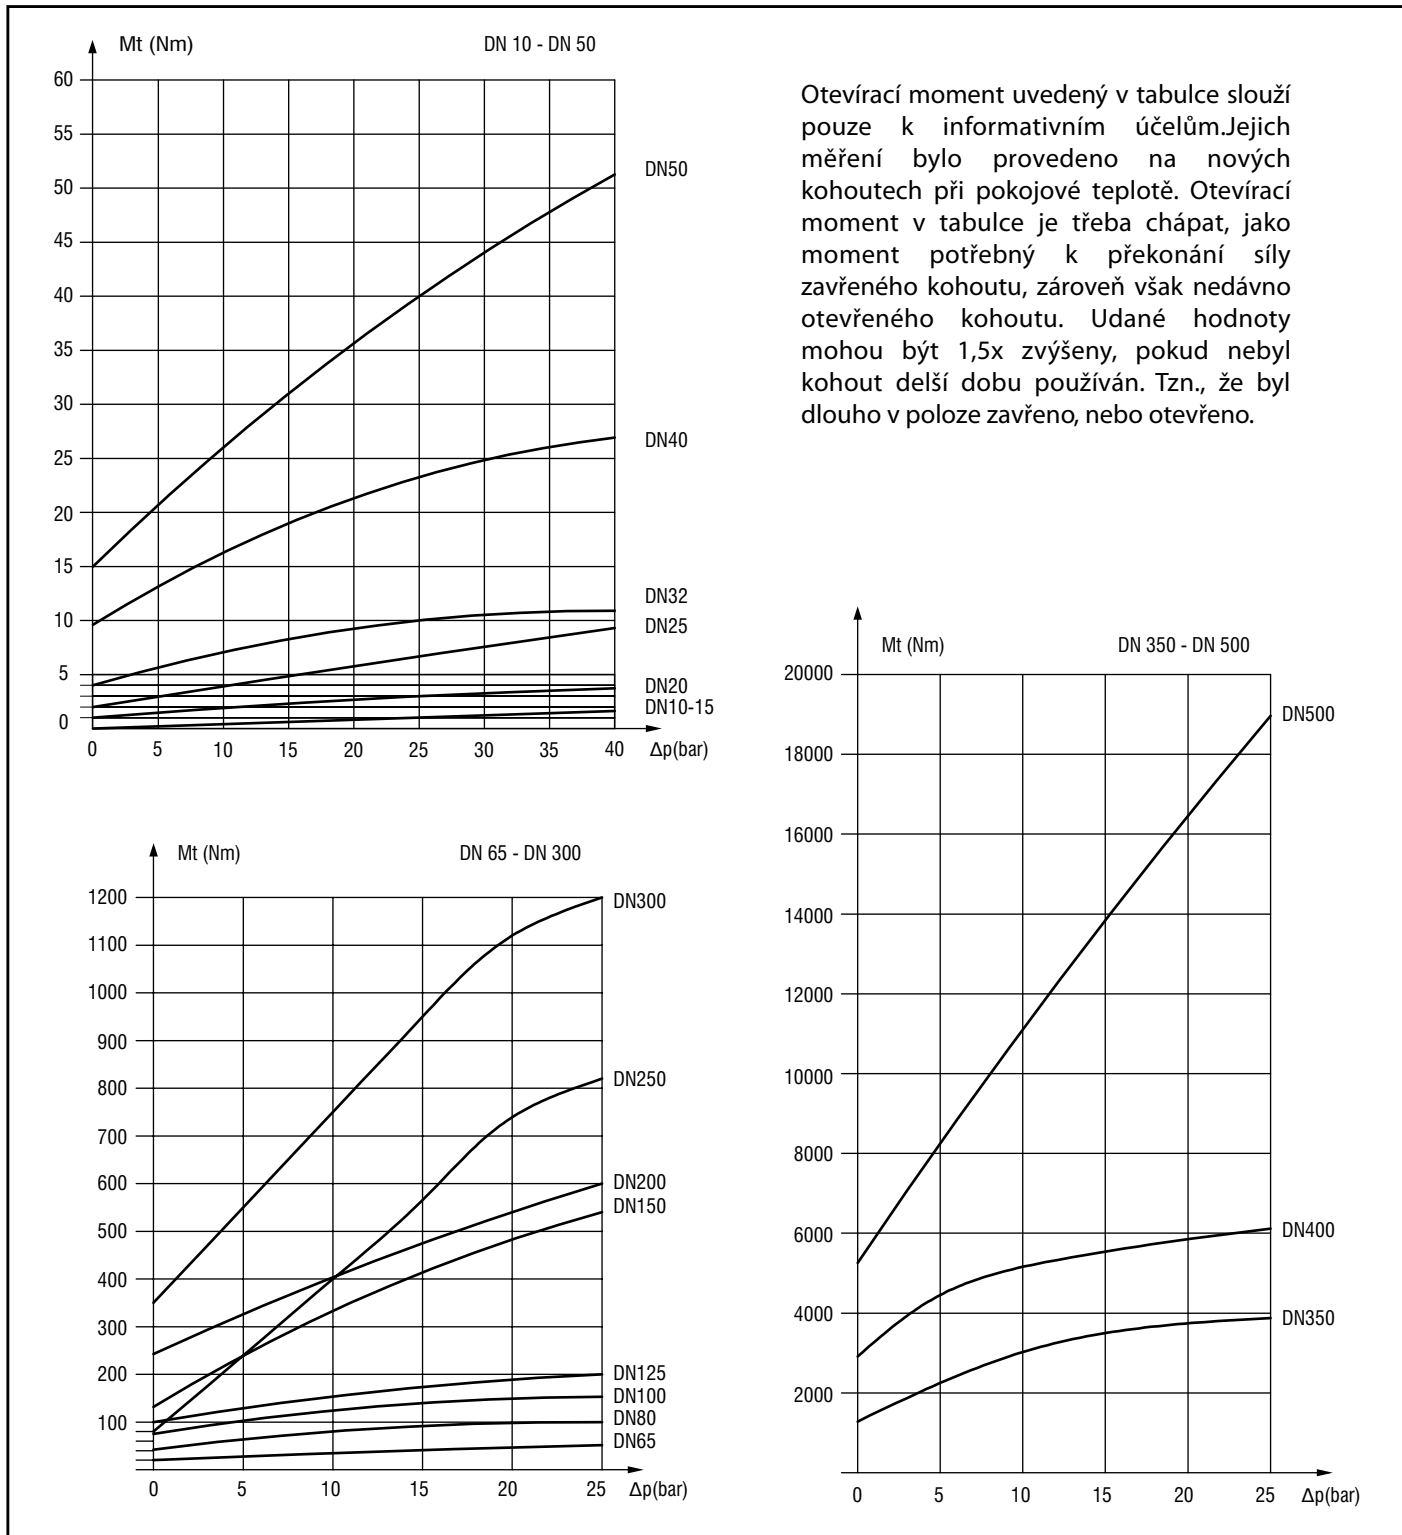 Mt (Nm)
DN 10 - DN 50
60
55
50
45
40
35
30
25
20
15
10
5
0
DN50
DN40
DN32
DN25
DN20
DN10-15
0 5 10 15 20 25 30 35 40 Δp(bar)
Otevírací moment uvedený v tabulce slouží
pouze k informativním účelům.Jejich
měření bylo provedeno na nových
kohoutech při pokojové teplotě. Otevírací
moment v tabulce je třeba chápat, jako
moment potřebný k překonání síly
zavřeného kohoutu, zároveň však nedávno
otevřeného kohoutu. Udané hodnoty
mohou být 1,5x zvýšeny, pokud nebyl
kohout delší dobu používán. Tzn., že byl
dlouho v poloze zavřeno, nebo otevřeno.
Mt (Nm)
DN 65 - DN 300
1200
1100
1000
900
800
700
600
500
400
300
200
100
DN300
DN250
DN200
DN150
DN125
DN100
DN80
DN65
0 5 10 15 20 25 Δp(bar)
Mt (Nm)
DN 350 - DN 500
20000
18000
16000
14000
12000
10000
8000
6000
4000
2000
DN500
DN400
DN350
0 5 10 15 20 25 Δp(bar)